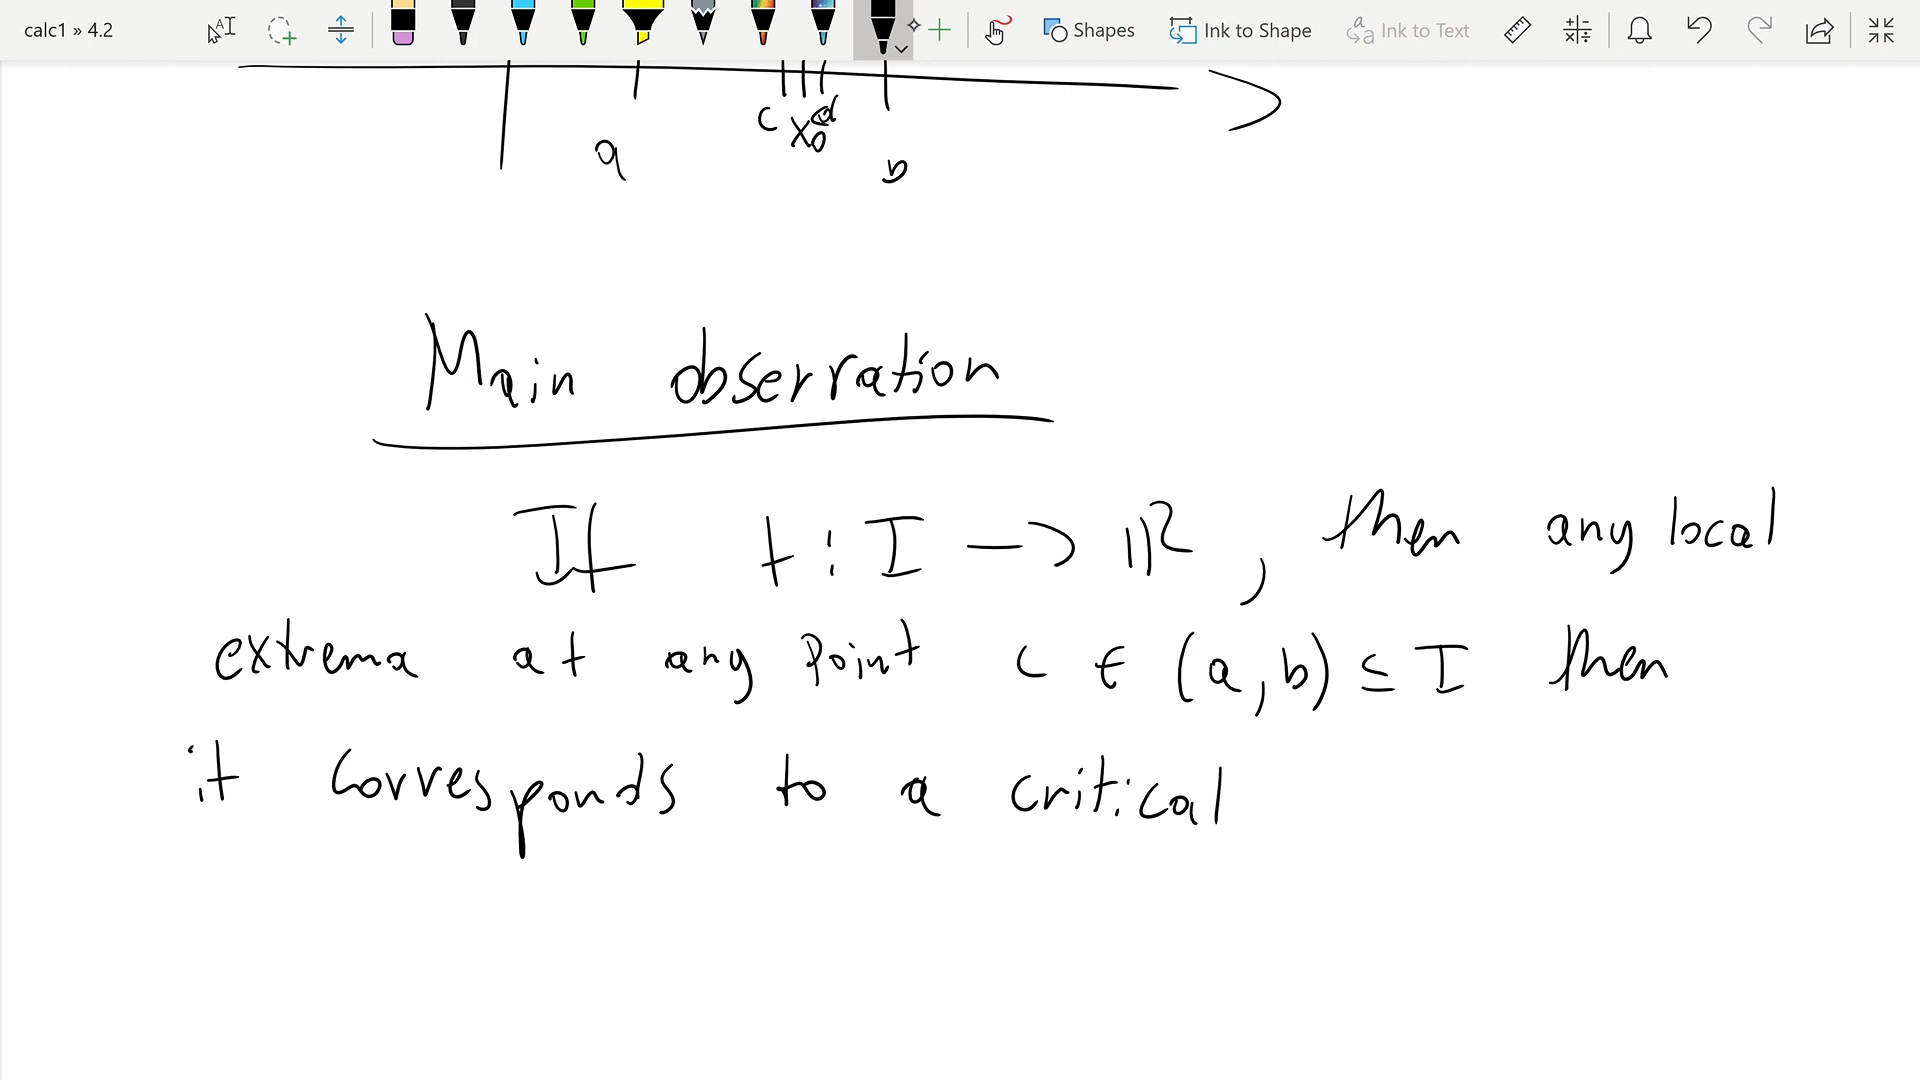 calc1 » 4.2
Shapes
Ink to Shape
Ink to Text
c x₀ d
a b
Main observation
If f : I → ℝ, then any local
extrema at any point c ∈ (a, b) ⊆ I then
it corresponds to a critical